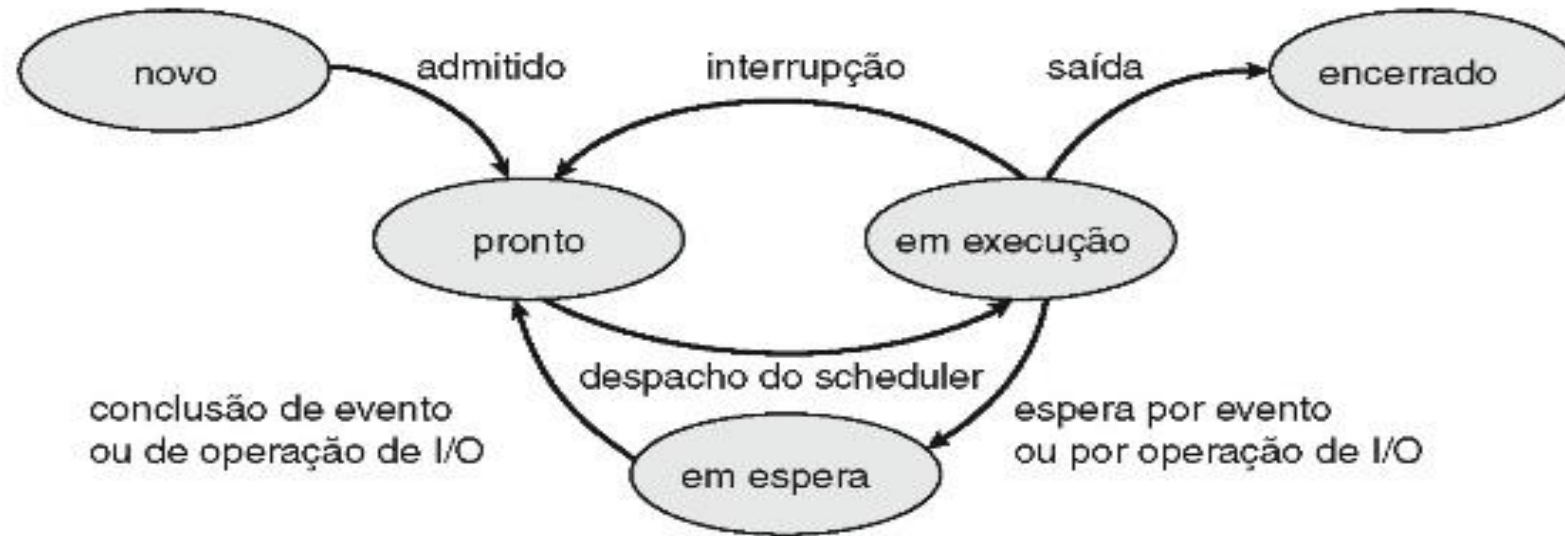 novo
admitido
interrupção
saída
encerrado
pronto
em execução
despacho do scheduler
conclusão de evento
ou de operação de I/O
espera por evento
ou por operação de I/O
em espera